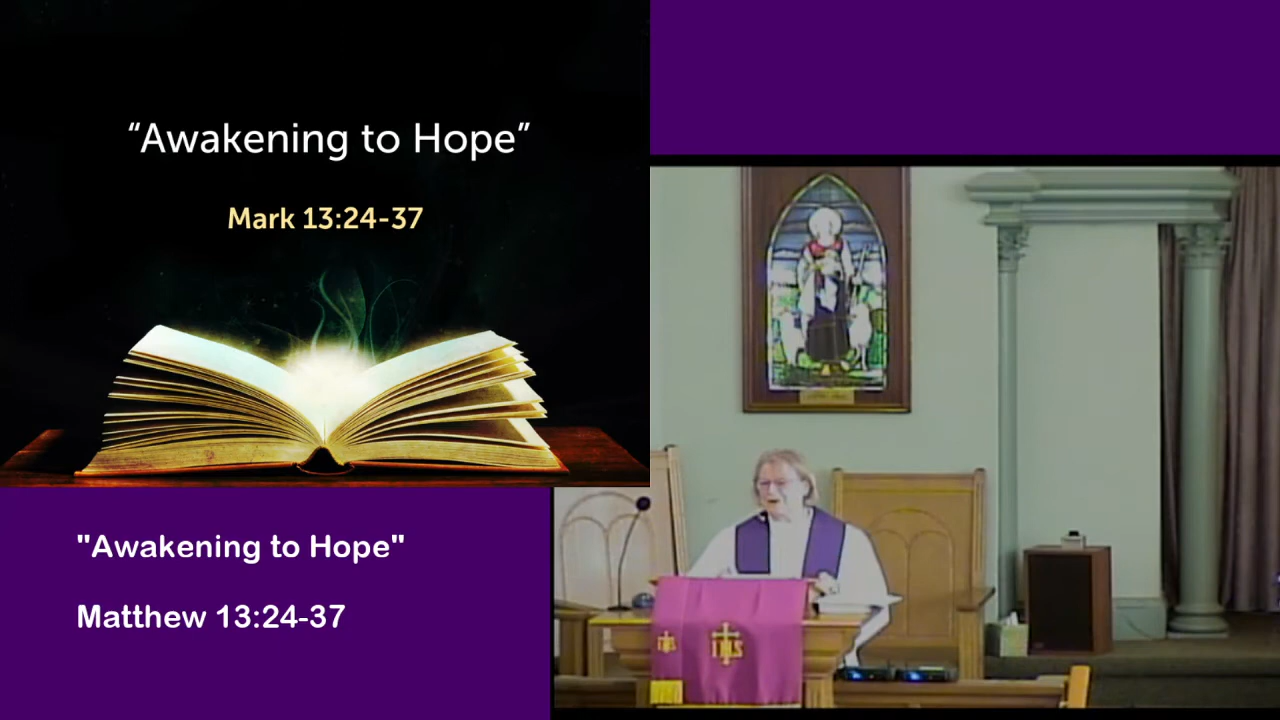 “Awakening to Hope”
Mark 13:24-37
"Awakening to Hope"
Matthew 13:24-37
IHS